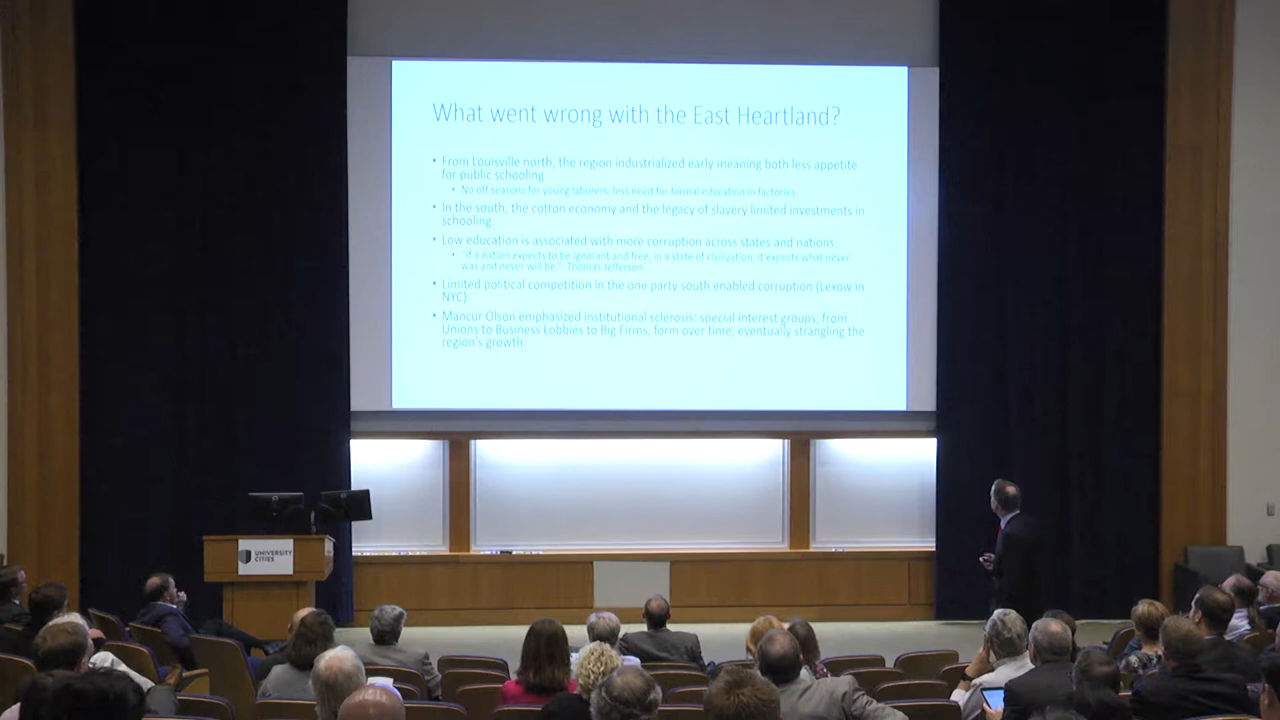 What went wrong with the East Heartland?
• From Louisville north, the region industrialized early meaning both less appetite
for public schooling
• No off seasons for young laborers, less need for formal education in factories.
• In the south, the cotton economy and the legacy of slavery limited investments in
schooling.
• Low education is associated with more corruption across states and nations.
• "If a nation expects to be ignorant and free, in a state of civilization, it expects what never
was and never will be." Thomas Jefferson.
• Limited political competition in the one party south enabled corruption (Lexow in
NYC).
• Mancur Olson emphasized institutional sclerosis: special interest groups, from
Unions to Business Lobbies to Big Firms, form over time, eventually strangling the
region's growth.
UNIVERSITY
CITIES